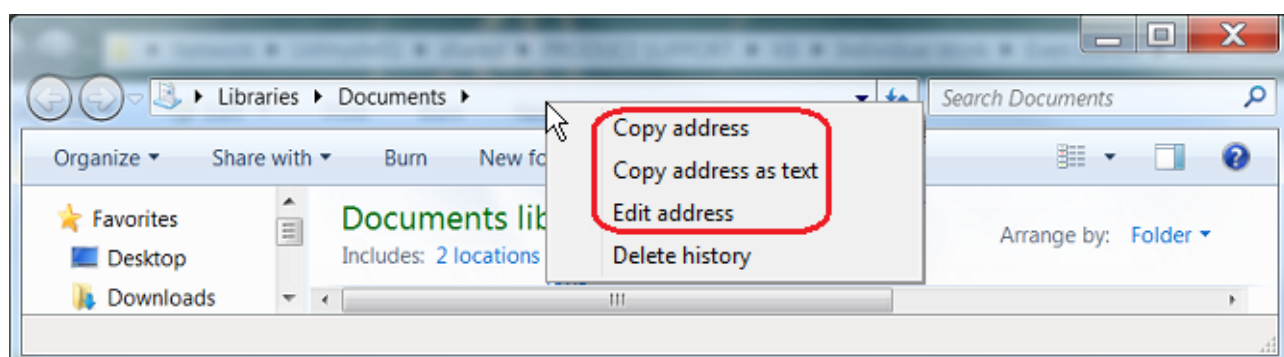 Libraries Documents
Search Documents
Organize Share with Burn New fo
Copy address
Copy address as text
Edit address
Delete history
Favorites
Desktop
Downloads
Documents lib
Includes: 2 locations
Arrange by: Folder